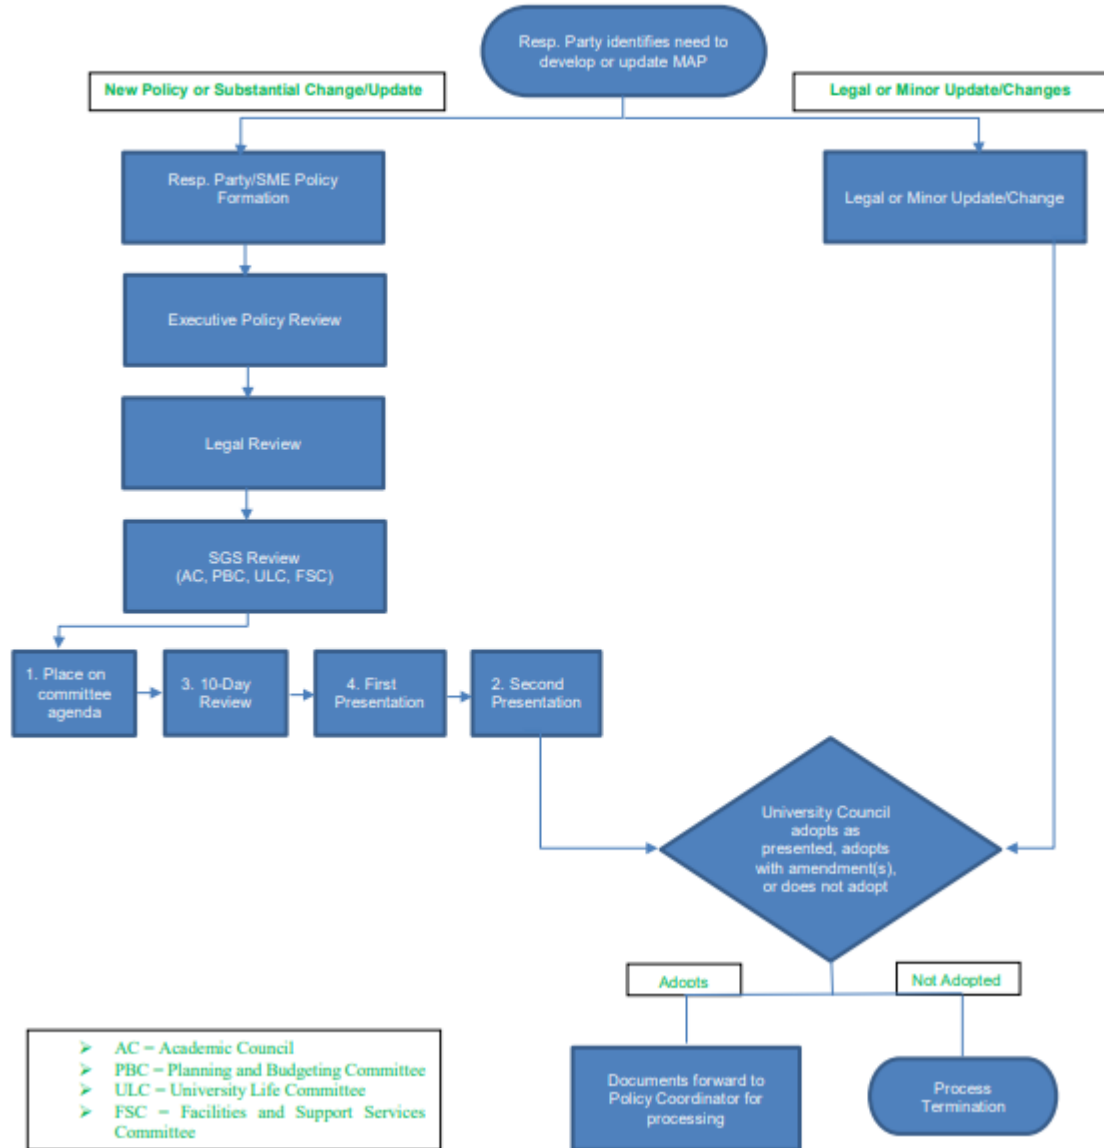 Resp. Party identifies need to
develop or update MAP
New Policy or Substantial Change/Update
Legal or Minor Update/Changes
Resp. Party/SME Policy
Formation
Legal or Minor Update/Change
Executive Policy Review
Legal Review
SGS Review
(AC, PBC, ULC, FSC)
1. Place on
committee
agenda
3. 10-Day
Review
4. First
Presentation
2. Second
Presentation
University Council
adopts as
presented, adopts
with amendment(s),
or does not adopt
Adopts
Not Adopted
➢ AC = Academic Council
➢ PBC = Planning and Budgeting Committee
➢ ULC = University Life Committee
➢ FSC = Facilities and Support Services
Committee
Documents forward to
Policy Coordinator for
processing
Process
Termination